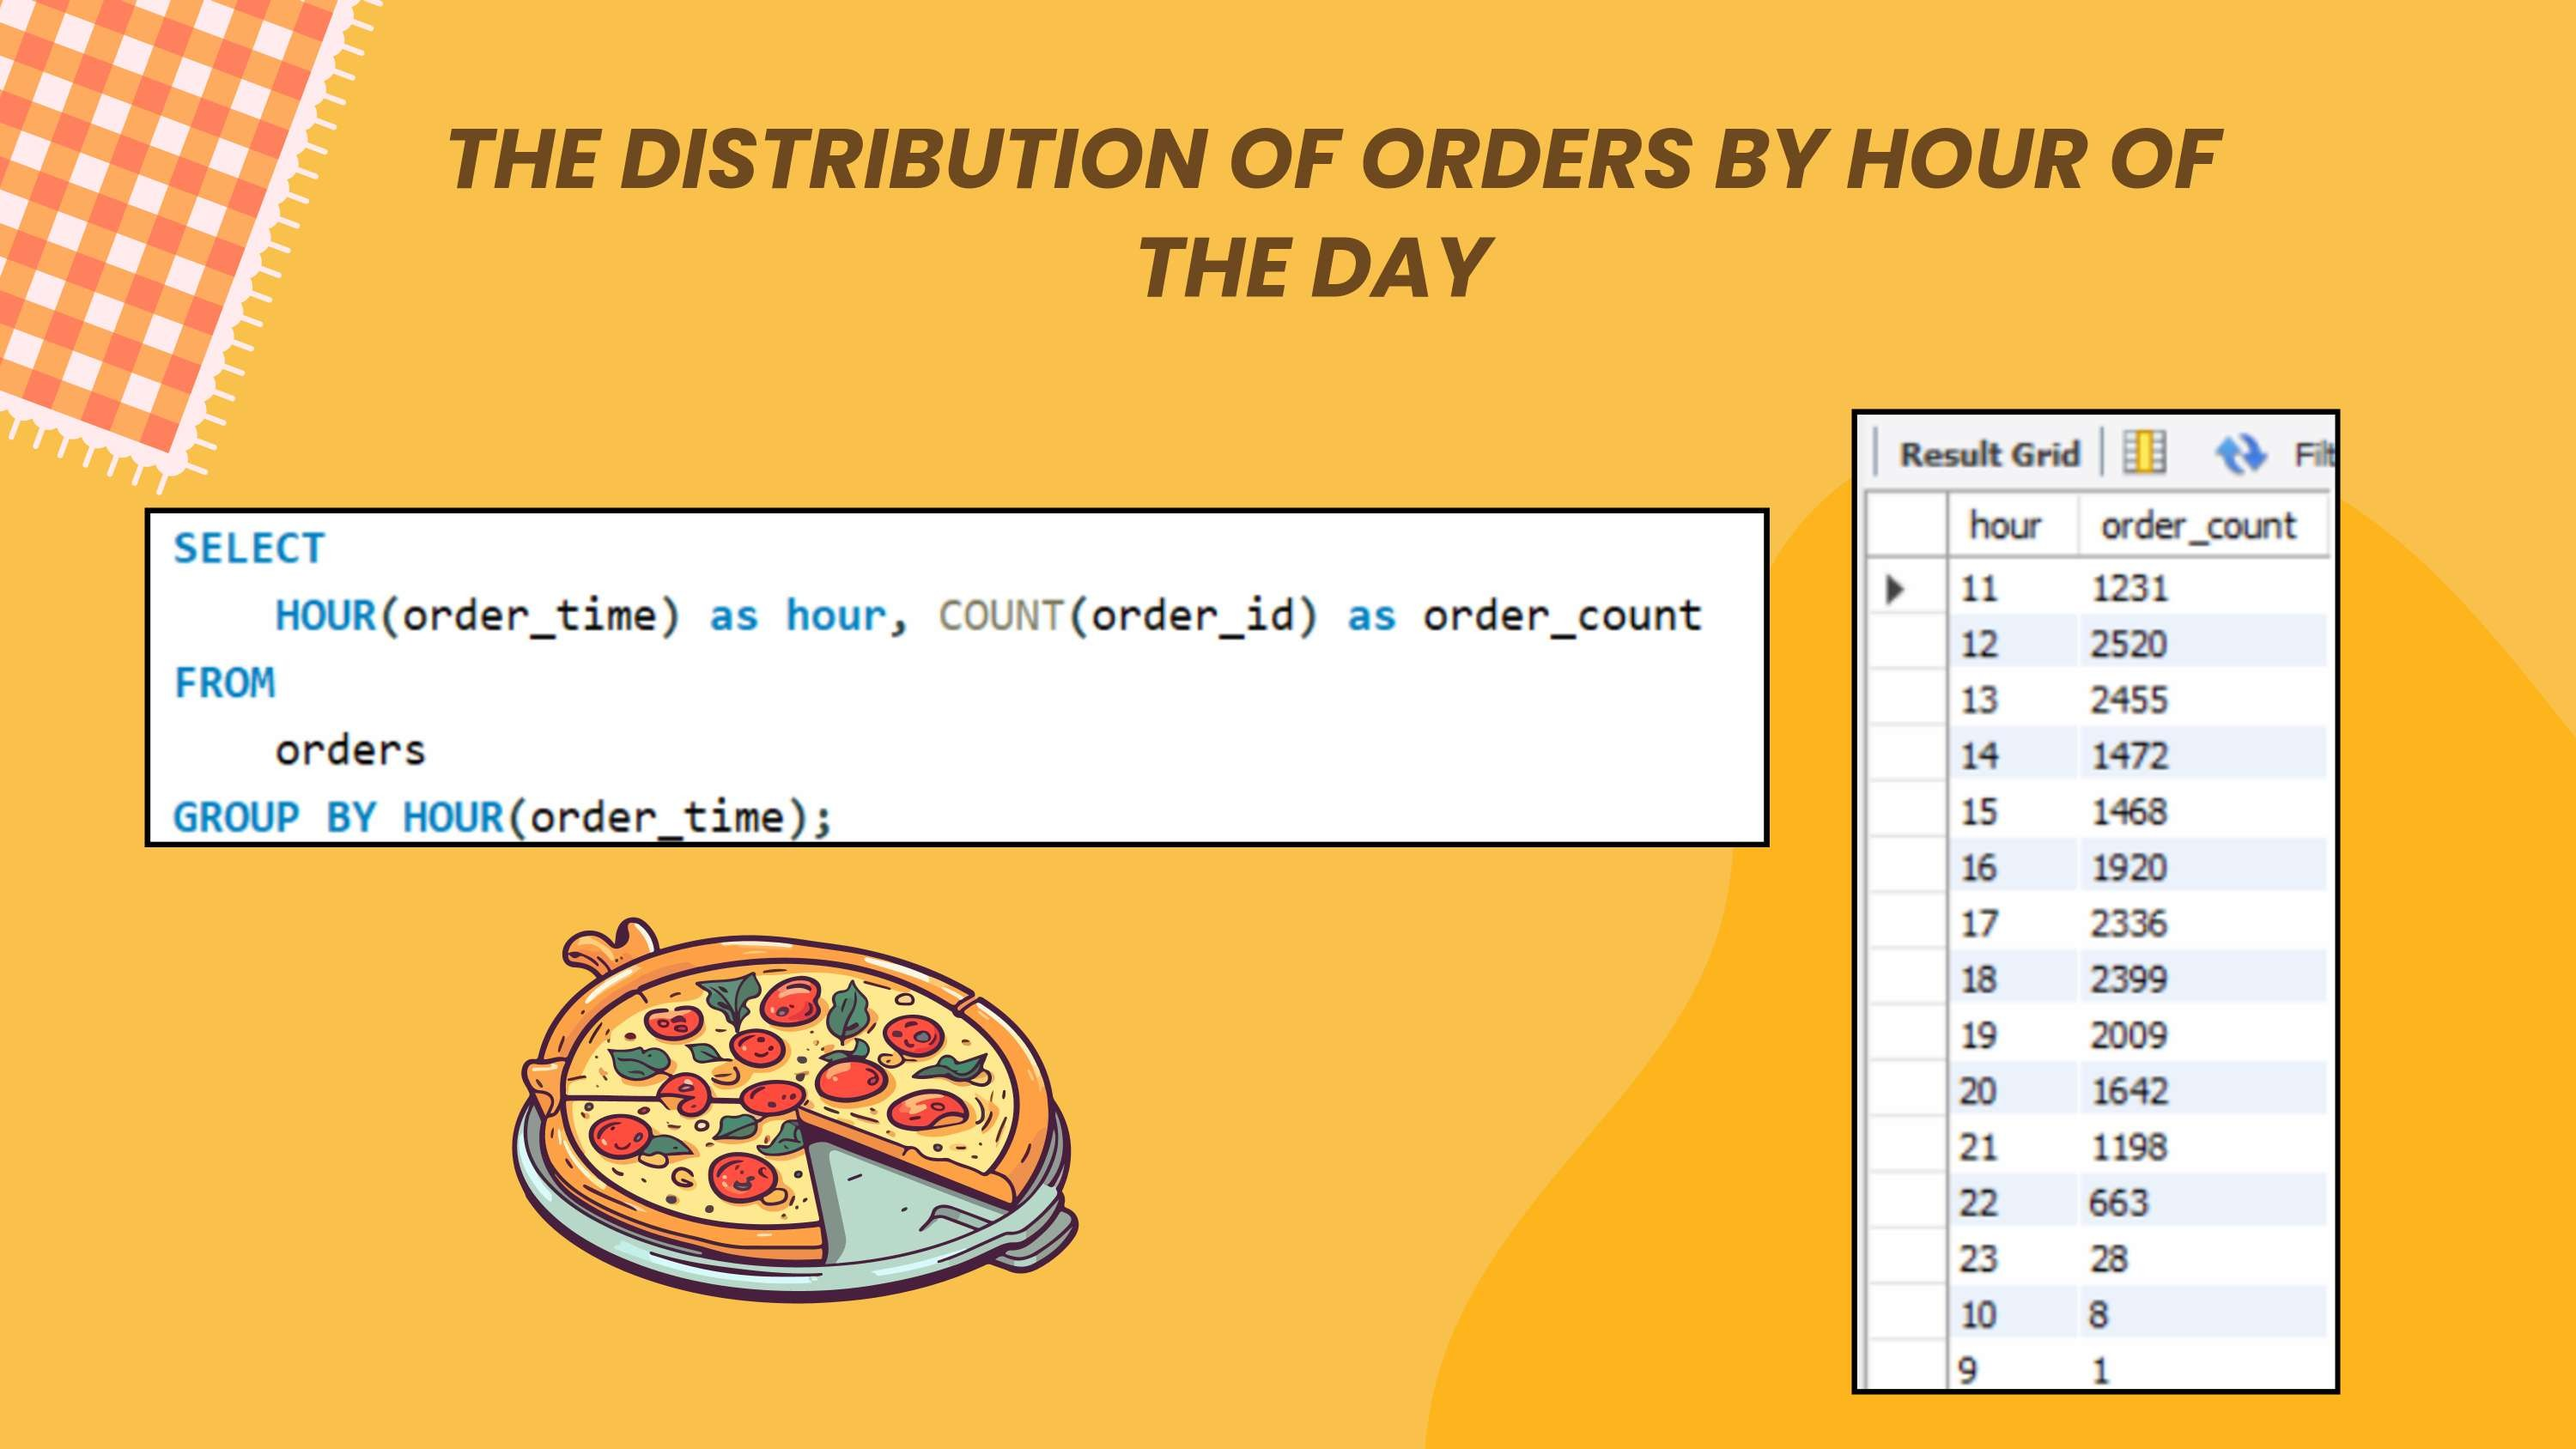 THE DISTRIBUTION OF ORDERS BY HOUR OF
THE DAY
SELECT
HOUR(order_time) as hour, COUNT(order_id) as order_count
FROM
orders
GROUP BY HOUR(order_time);
Result Grid Filt
hour order_count
11 1231
12 2520
13 2455
14 1472
15 1468
16 1920
17 2336
18 2399
19 2009
20 1642
21 1198
22 663
23 28
10 8
9 1